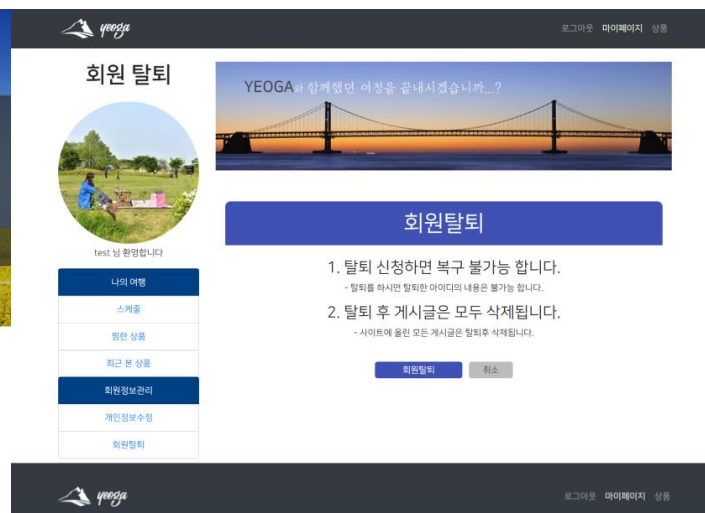 yeoga
로그아웃 마이페이지 상품
회원 탈퇴
test 님 환영합니다
나의 여행
스케줄
찜한 상품
최근 본 상품
회원정보관리
개인정보수정
회원탈퇴
YEOGA와 함께했던 여정을 끝내시겠습니까...?
회원탈퇴
1. 탈퇴 신청하면 복구 불가능 합니다.
- 탈퇴를 하시면 탈퇴한 아이디의 내용은 불가능 합니다.
2. 탈퇴 후 게시글은 모두 삭제됩니다.
- 사이트에 올린 모든 게시글은 탈퇴후 삭제됩니다.
회원탈퇴 취소
yeoga
로그아웃 마이페이지 상품